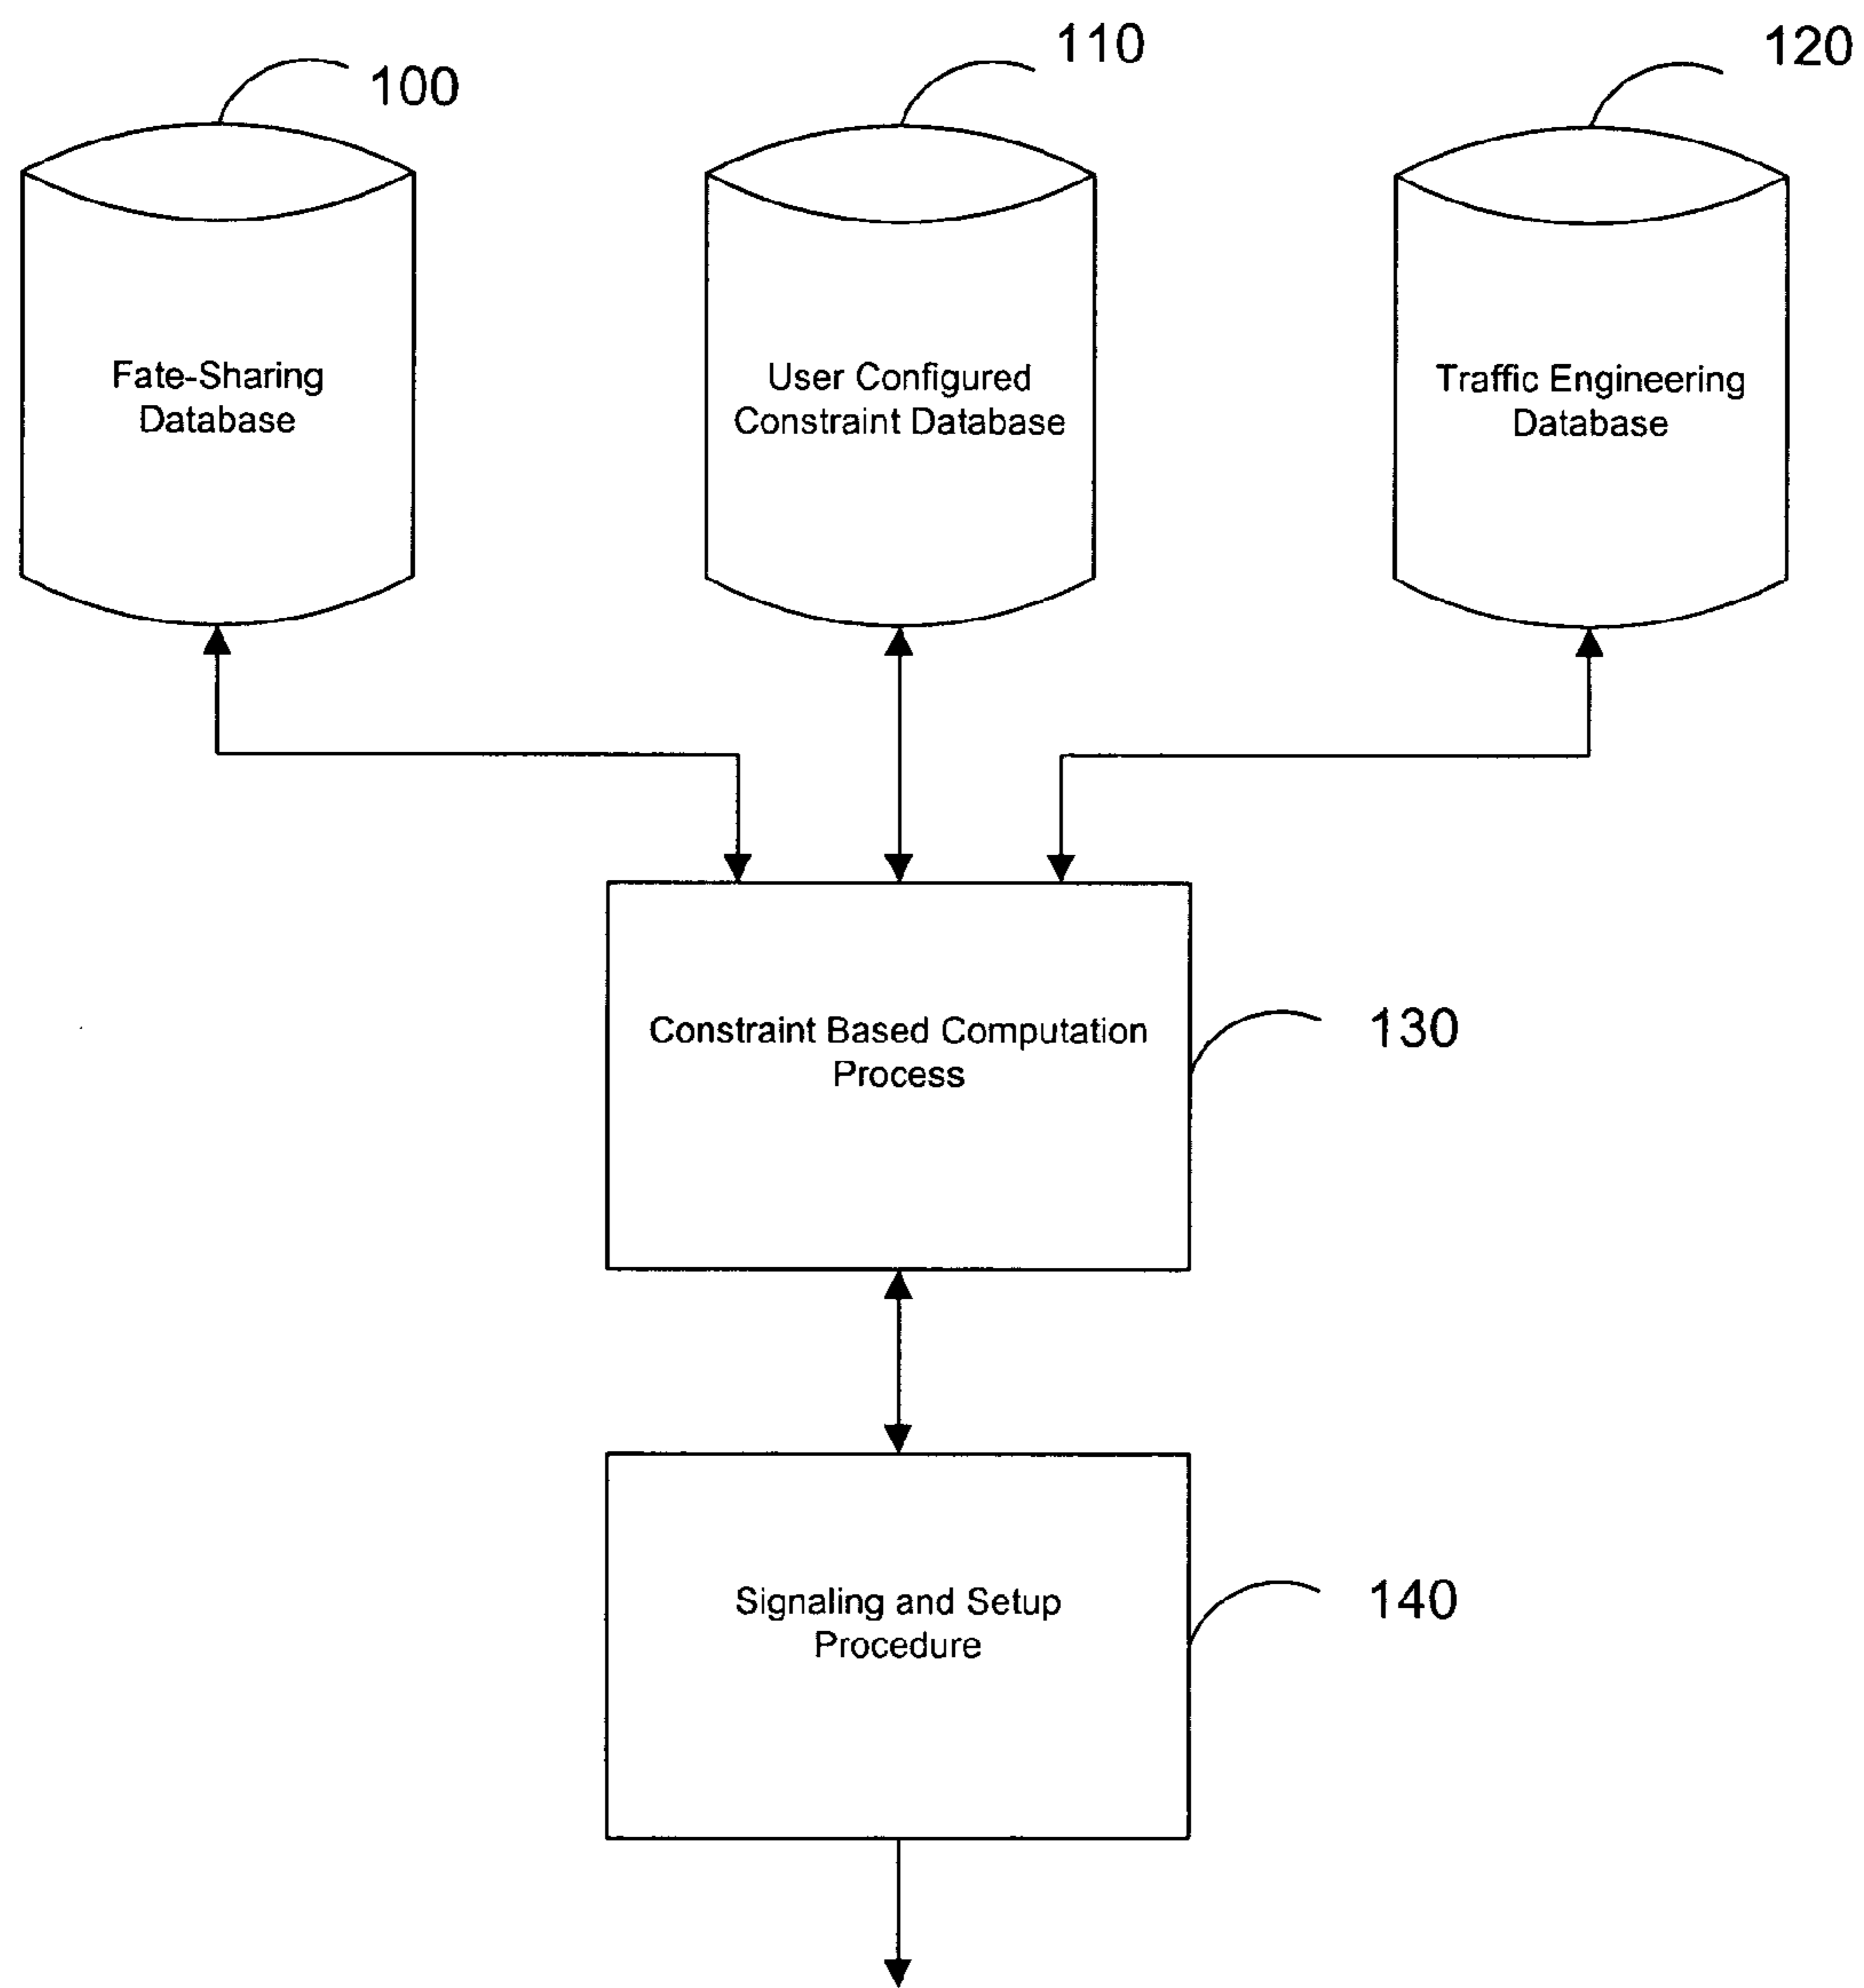 100
110
120
Fate-Sharing
Database
User Configured
Constraint Database
Traffic Engineering
Database
Constraint Based Computation
Process
130
Signaling and Setup
Procedure
140